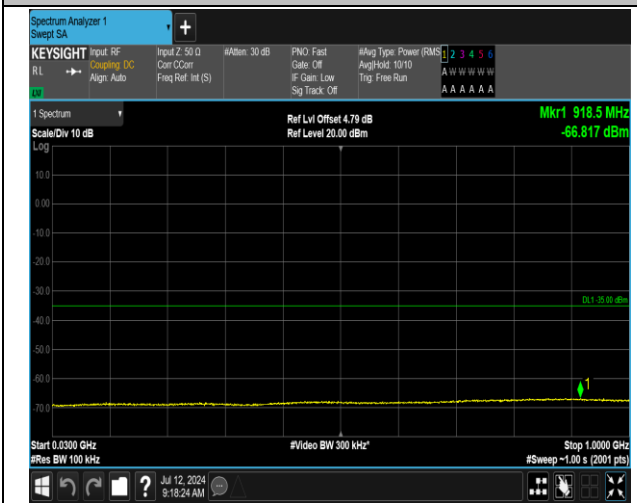 Spectrum Analyzer 1
Swept SA
+
KEYSIGHT
RL
Input: RF
Coupling: DC
Align: Auto
Input Z: 50 Ω
Corr CCorr
Freq Ref: Int (S)
#Atten: 30 dB
PNO: Fast
Gate: Off
IF Gain: Low
Sig Track: Off
#Avg Type: Power (RMS
Avg|Hold: 10/10
Trig: Free Run
1 2 3 4 5 6
A W W W W W
A A A A A A
1 Spectrum
Scale/Div 10 dB
Log
Ref Lvl Offset 4.79 dB
Ref Level 20.00 dBm
Mkr1 918.5 MHz
-66.817 dBm
10.0
0.00
-10.0
-20.0
-30.0
DL1 -35.00 dBm
-40.0
-50.0
-60.0
1
-70.0
Start 0.0300 GHz
#Res BW 100 kHz
#Video BW 300 kHz*
Stop 1.0000 GHz
#Sweep ~1.00 s (2001 pts)
?
Jul 12, 2024
9:18:24 AM